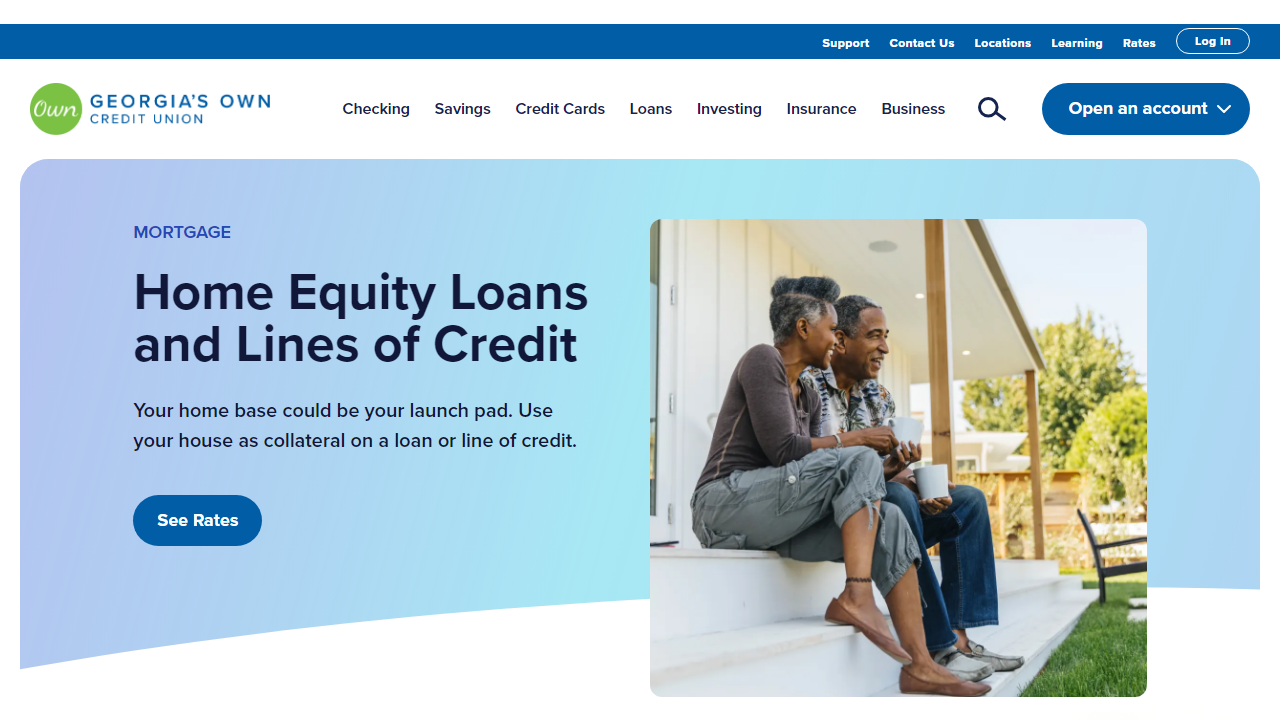 Support Contact Us Locations Learning Rates Log In
Own GEORGIA'S OWN
CREDIT UNION
Checking Savings Credit Cards Loans Investing Insurance Business Open an account
MORTGAGE
Home Equity Loans
and Lines of Credit
Your home base could be your launch pad. Use
your house as collateral on a loan or line of credit.
See Rates